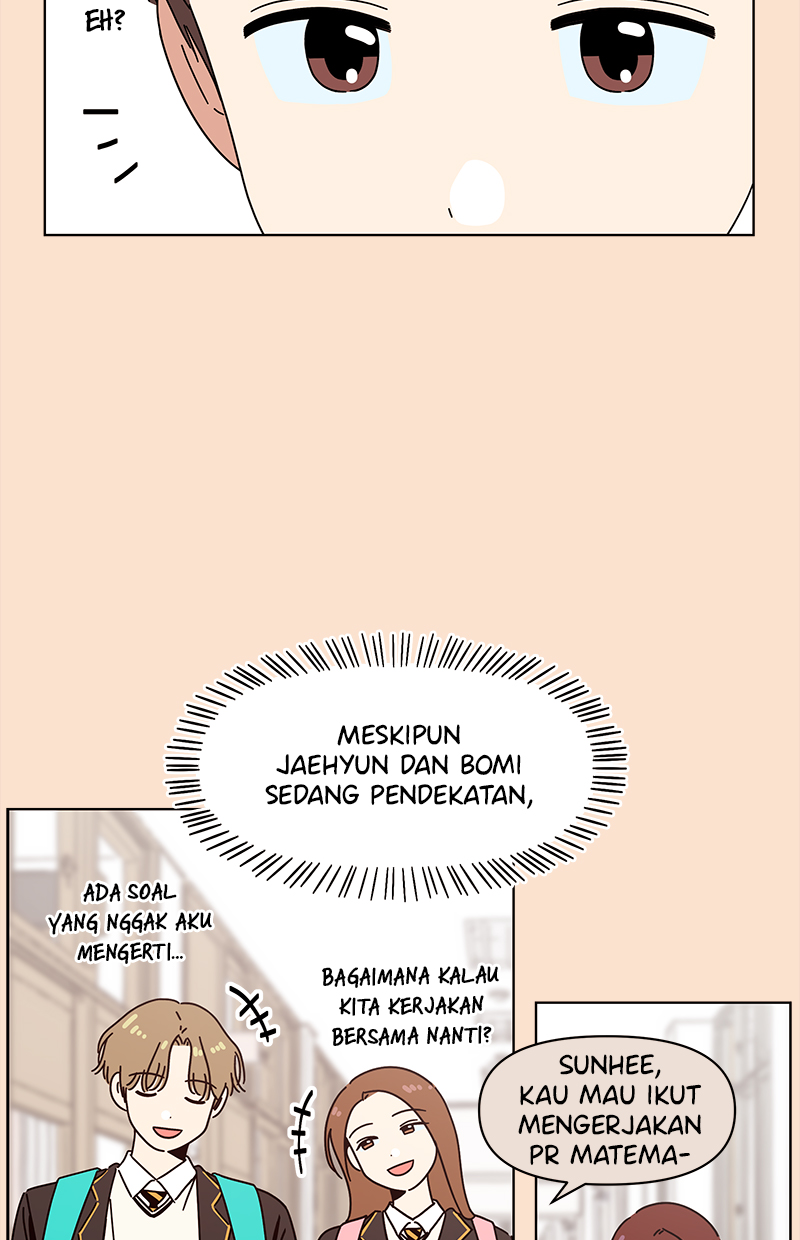 EH?
MESKIPUN
JAEHYUN DAN BOMI
SEDANG PENDEKATAN,
ADA SOAL
YANG NGGAK AKU
MENGERTI...
BAGAIMANA KALAU
KITA KERJAKAN
BERSAMA NANTI?
SUNHEE,
KAU MAU IKUT
MENGERJAKAN
PR MATEMA-